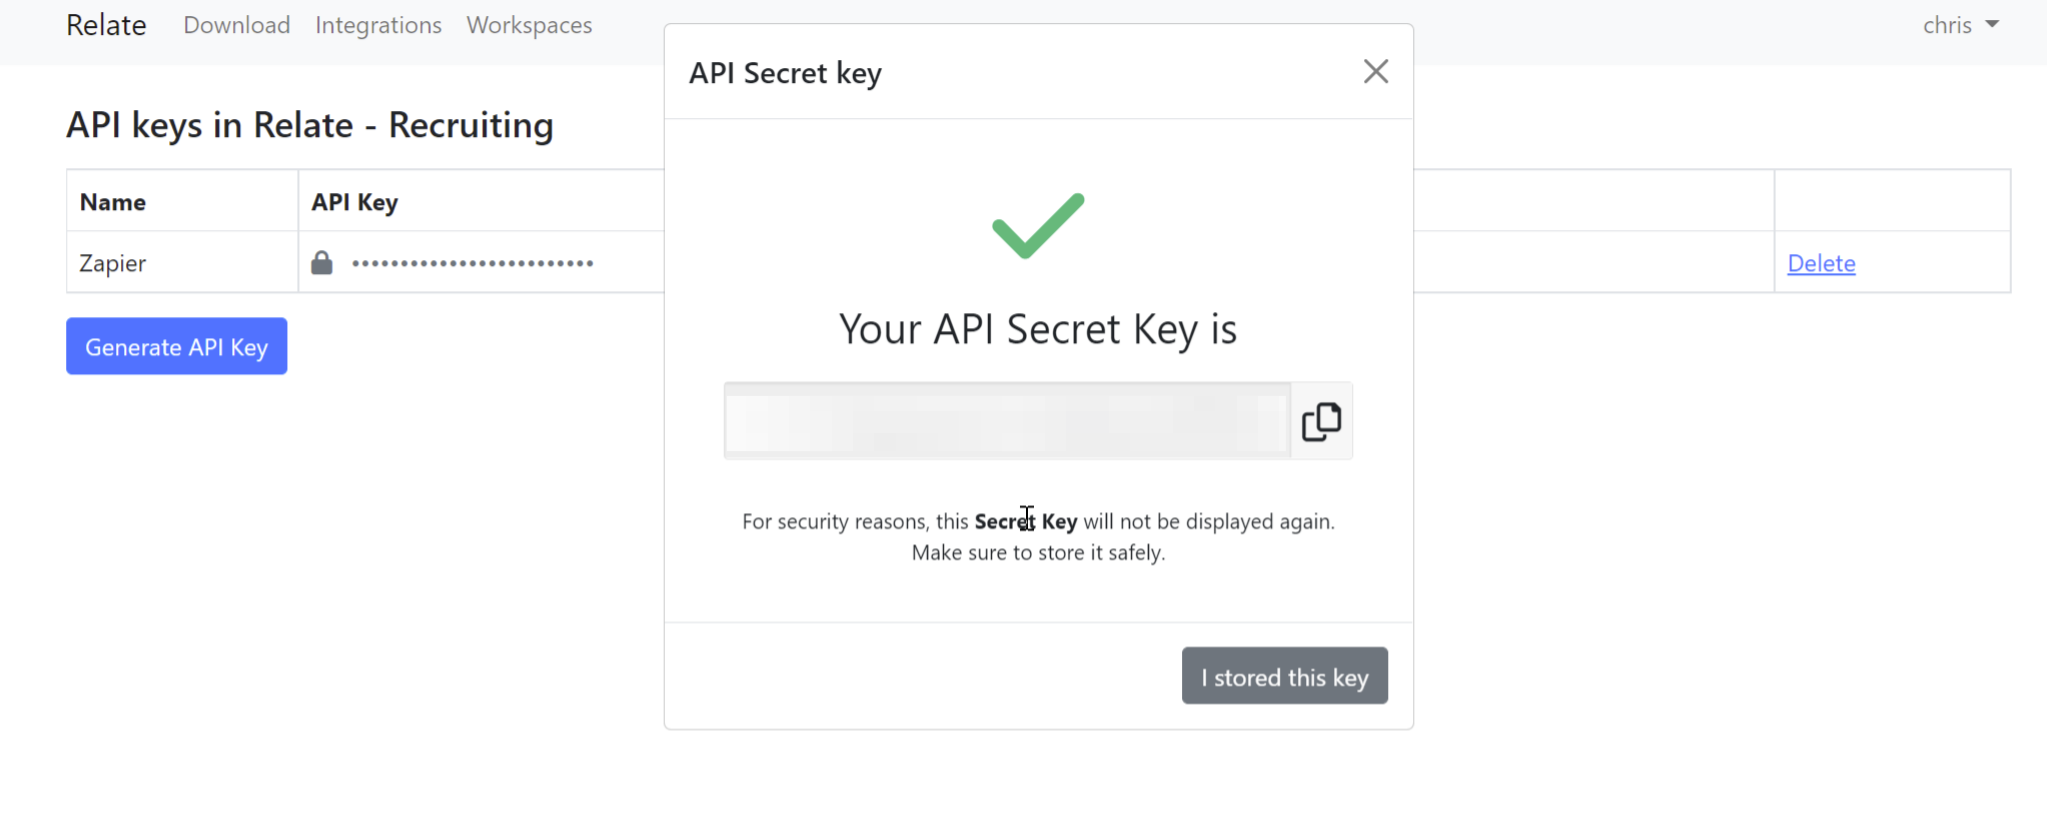 Relate Download Integrations Workspaces chris
API Secret key
API keys in Relate - Recruiting
Name API Key
Zapier •••••••••••••••••••••••• Delete
Generate API Key
Your API Secret Key is
For security reasons, this Secret Key will not be displayed again.
Make sure to store it safely.
I stored this key